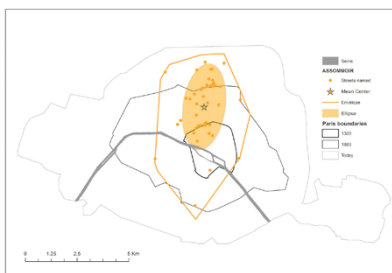 Seine
ASSOMMOIR
Streets named
Mean Center
Envelope
Ellipse
Paris boundaries
1300
1860
Today
0 1.25 2.5 5 Km